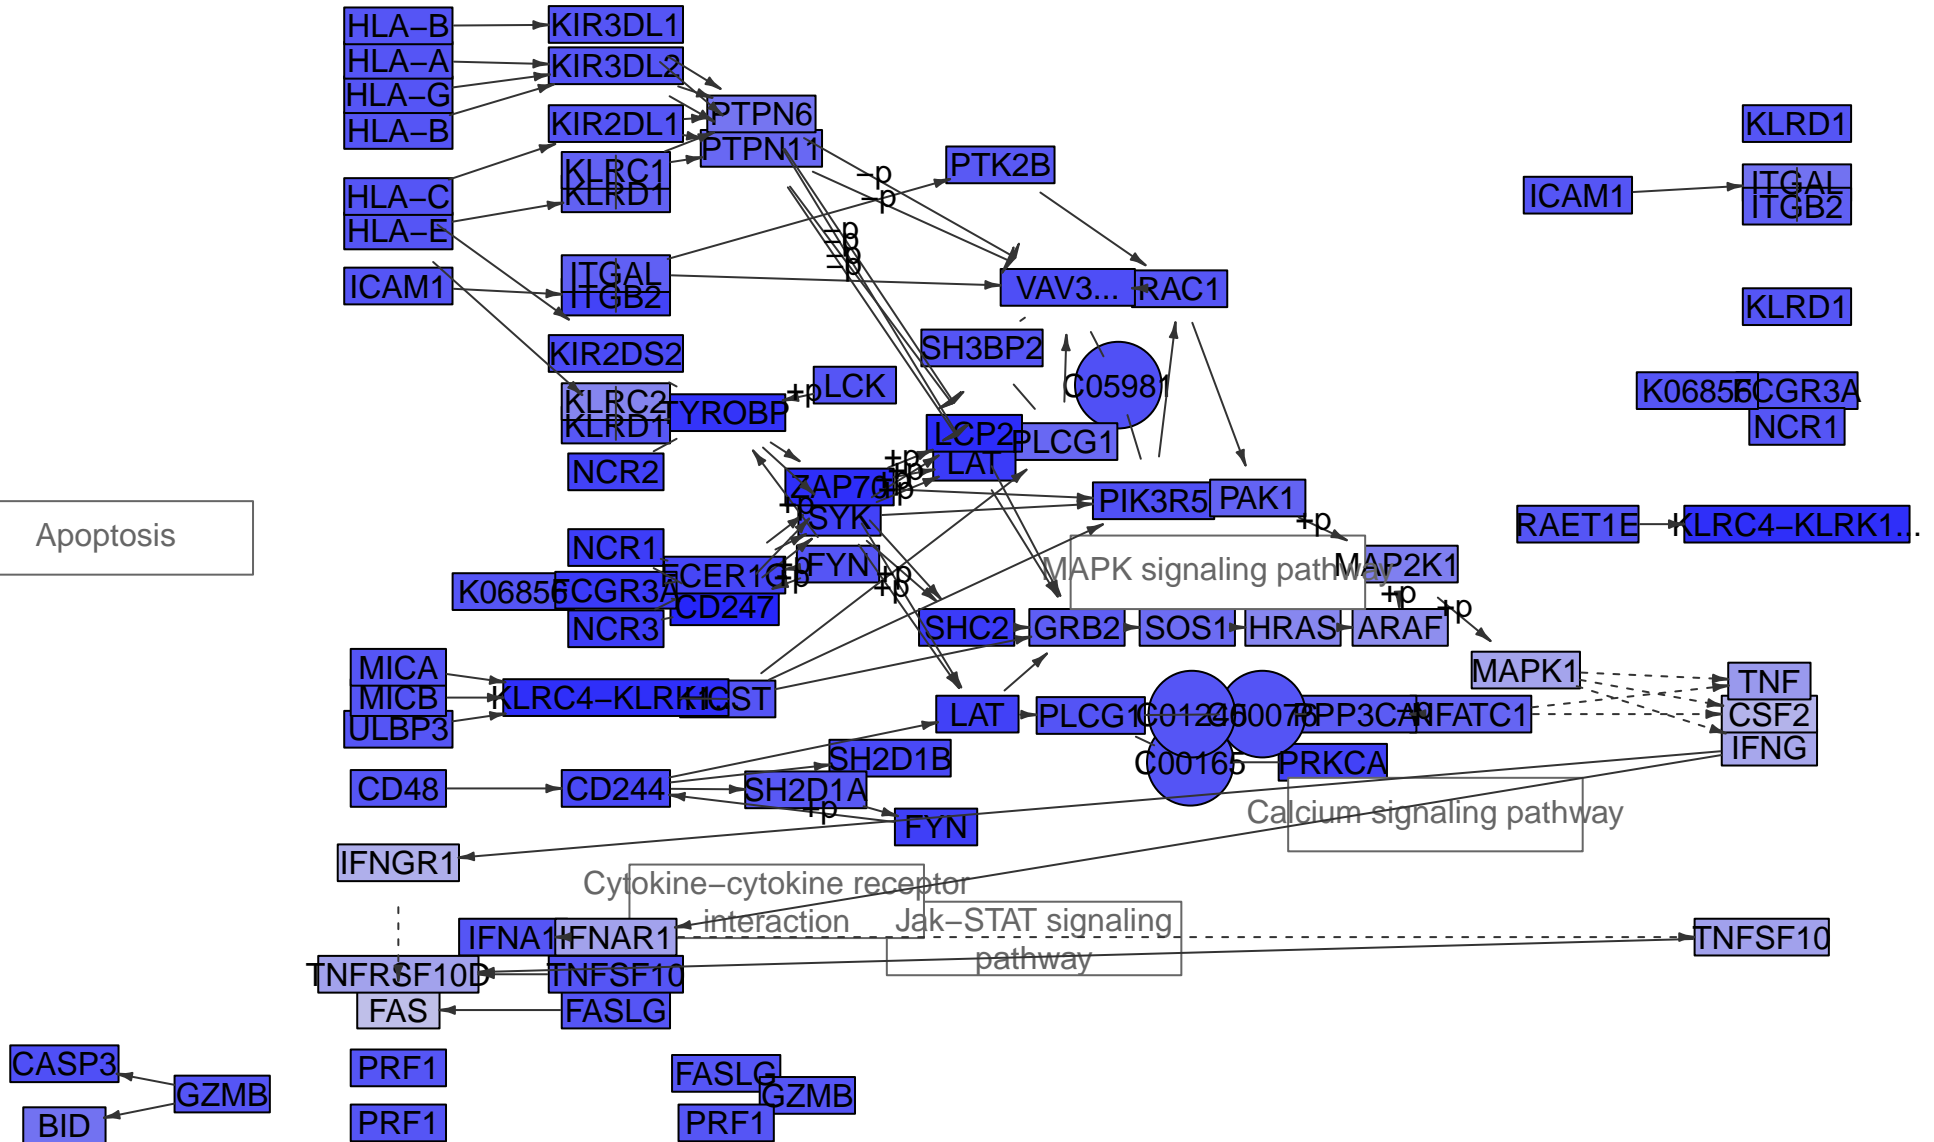 HLA−B
KIR3DL1
HLA−A
KIR3DL2
HLA−G
HLA−B
PTPN6
KIR2DL1
PTPN11
KLRD1
KLRC1
KLRD1
PTK2B
−p
−p
ITGAL
ITGB2
ICAM1
HLA−C
HLA−E
−p
−p
−p
−p
ICAM1
ITGAL
ITGB2
VAV3...
RAC1
KLRD1
KIR2DS2
SH3BP2
C05981
LCK
+p
KLRC2
KLRD1
TYROBP
K06856
FCGR3A
NCR1
LCP2
PLCG1
LAT
NCR2
+p
+p
+p
+p
ZAP70
SYK
+p
PIK3R5
PAK1
+p
RAET1E
KLRC4−KLRK1...
Apoptosis
NCR1
FCER1G
FYN
+p
+p
+p
+p
MAPK signaling pathway
MAP2K1
K06856
FCGR3A
CD247
NCR3
+p
+p
SHC2
GRB2
SOS1
HRAS
ARAF
MICA
MICB
ULBP3
KLRC4−KLRK1...
HCST
MAPK1
TNF
CSF2
IFNG
LAT
PLCG1
C01245
C00076
PPP3CA
−p
NFATC1
C00165
PRKCA
SH2D1B
CD48
CD244
SH2D1A
+p
FYN
Calcium signaling pathway
IFNGR1
Cytokine−cytokine receptor
interaction
Jak−STAT signaling
pathway
IFNA1
IFNAR1
TNFSF10
TNFRSF10D
TNFSF10
FAS
FASLG
CASP3
GZMB
BID
PRF1
PRF1
FASLG
GZMB
PRF1